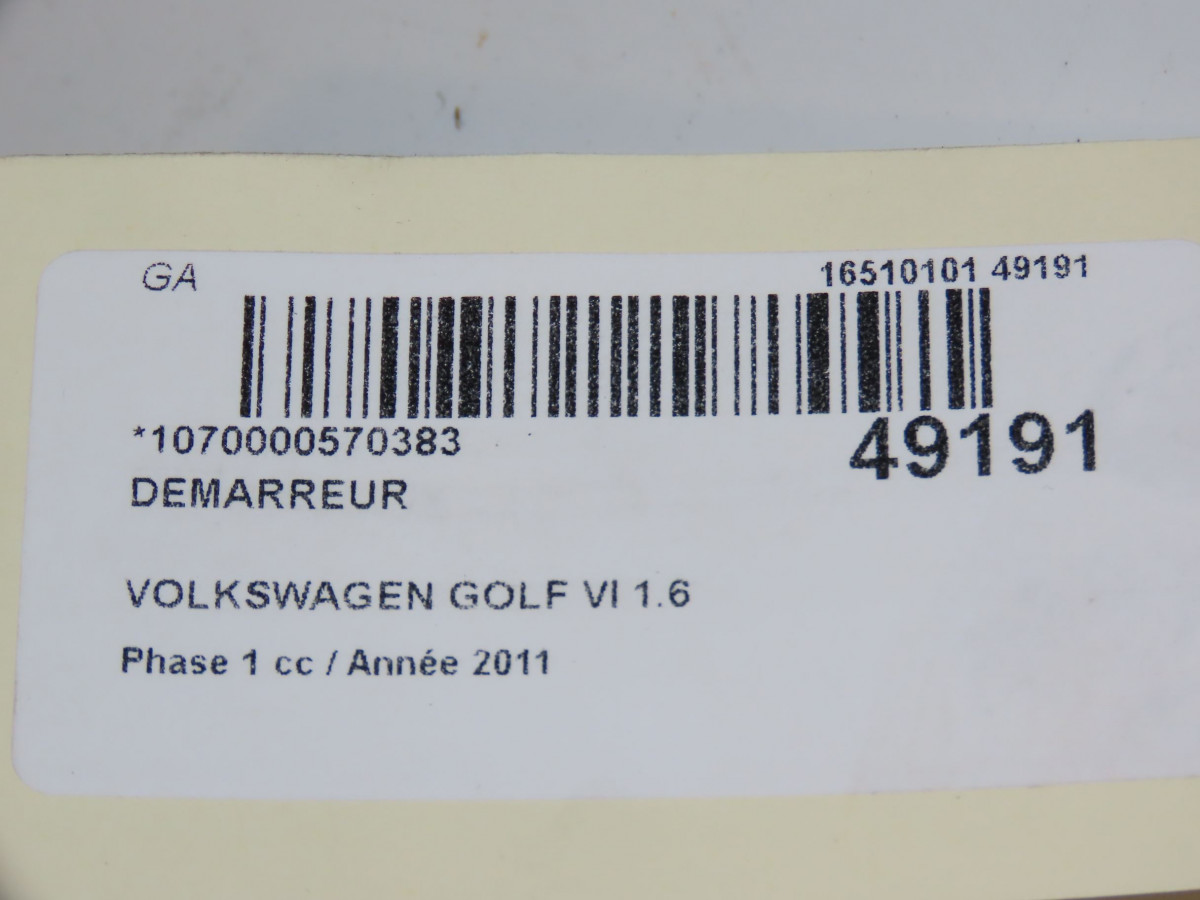 GA
16510101 49191
*1070000570383
49191
DEMARREUR
VOLKSWAGEN GOLF VI 1.6
Phase 1 cc / Année 2011